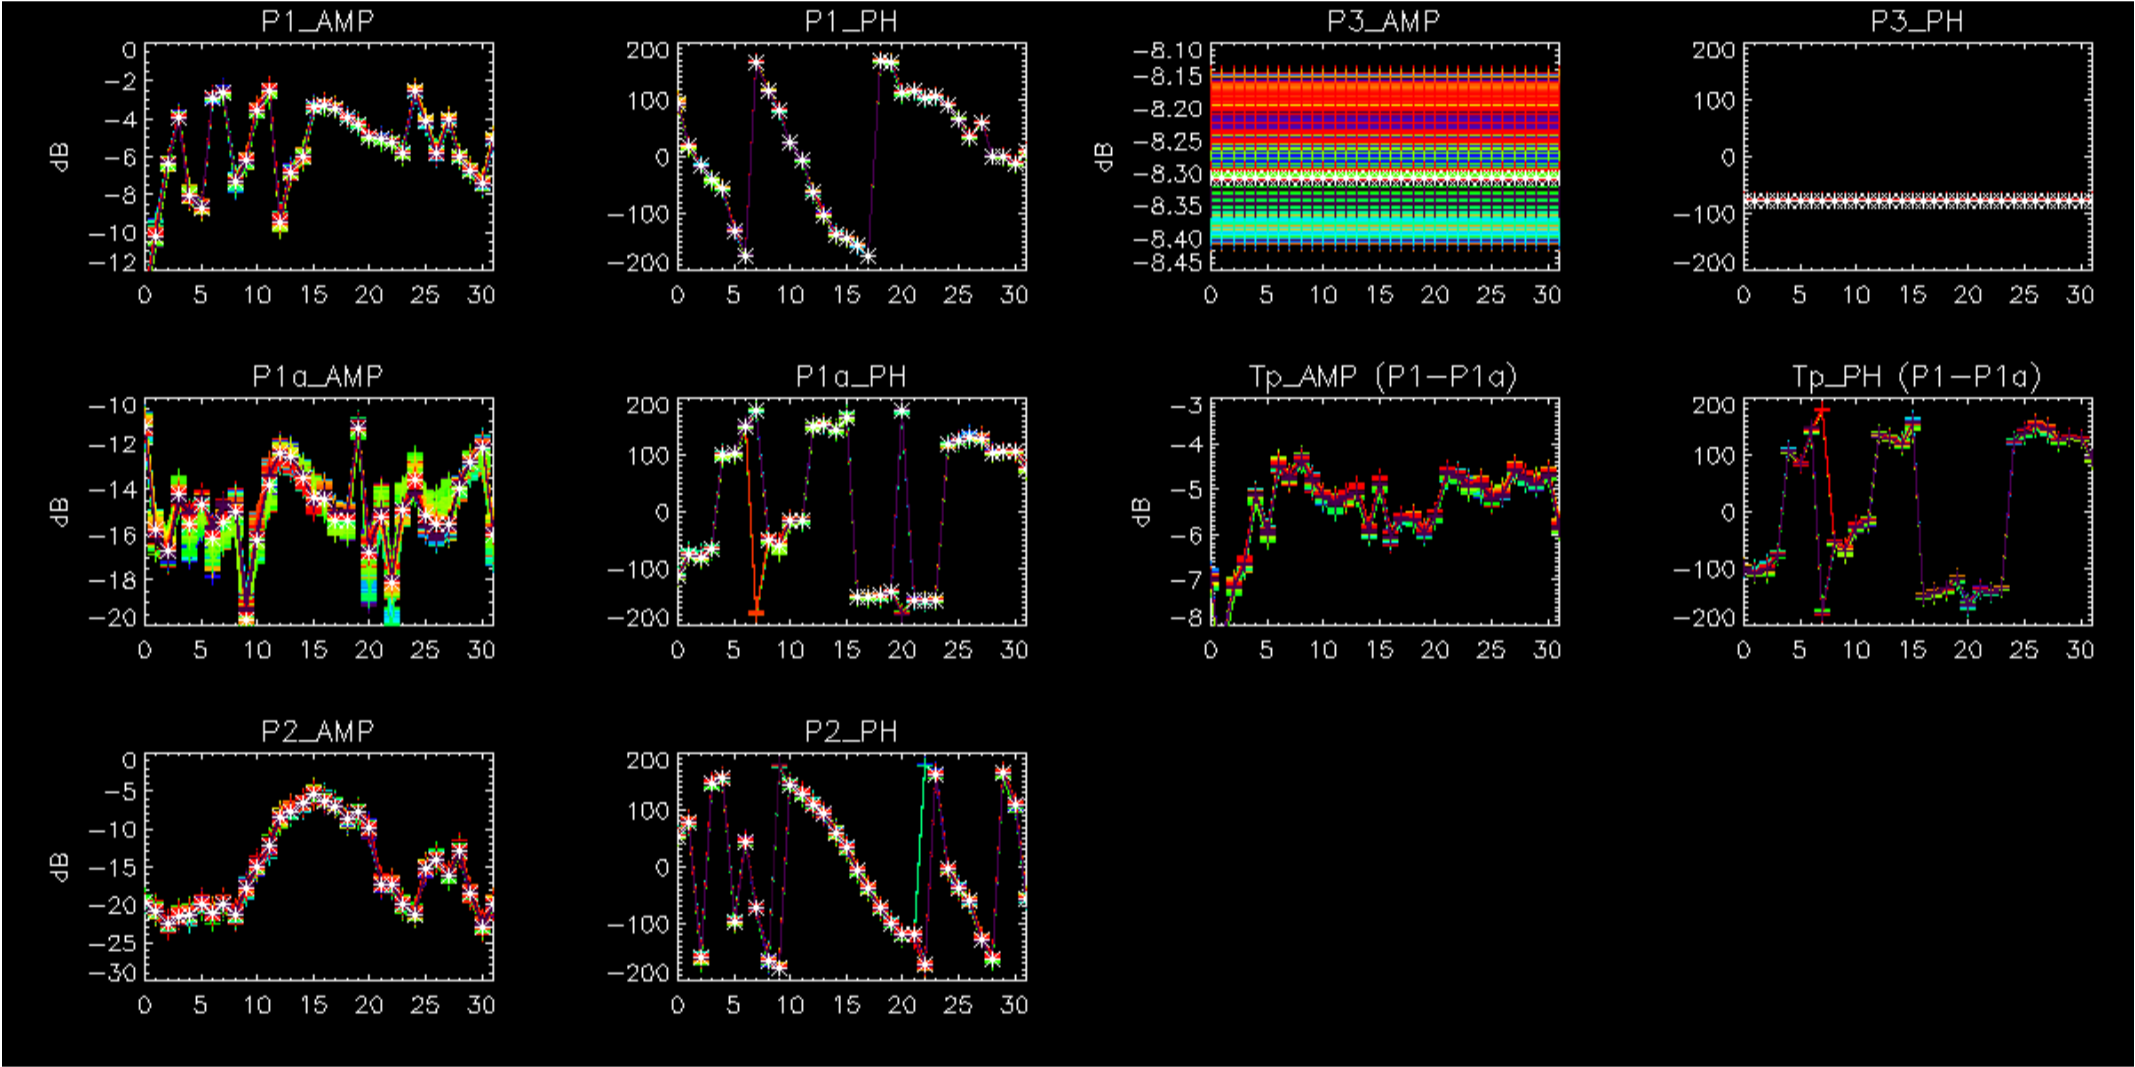 P1_AMP
0
−2
−4
−6
−8
−10
−12
dB
0 5 10 15 20 25 30
P1_PH
200
100
0
−100
−200
0 5 10 15 20 25 30
P3_AMP
−8.10
−8.15
−8.20
−8.25
−8.30
−8.35
−8.40
−8.45
dB
0 5 10 15 20 25 30
P3_PH
200
100
0
−100
−200
0 5 10 15 20 25 30
P1a_AMP
−10
−12
−14
−16
−18
−20
dB
0 5 10 15 20 25 30
P1a_PH
200
100
0
−100
−200
0 5 10 15 20 25 30
Tp_AMP (P1−P1a)
−3
−4
−5
−6
−7
−8
dB
0 5 10 15 20 25 30
Tp_PH (P1−P1a)
200
100
0
−100
−200
0 5 10 15 20 25 30
P2_AMP
0
−5
−10
−15
−20
−25
−30
dB
0 5 10 15 20 25 30
P2_PH
200
100
0
−100
−200
0 5 10 15 20 25 30